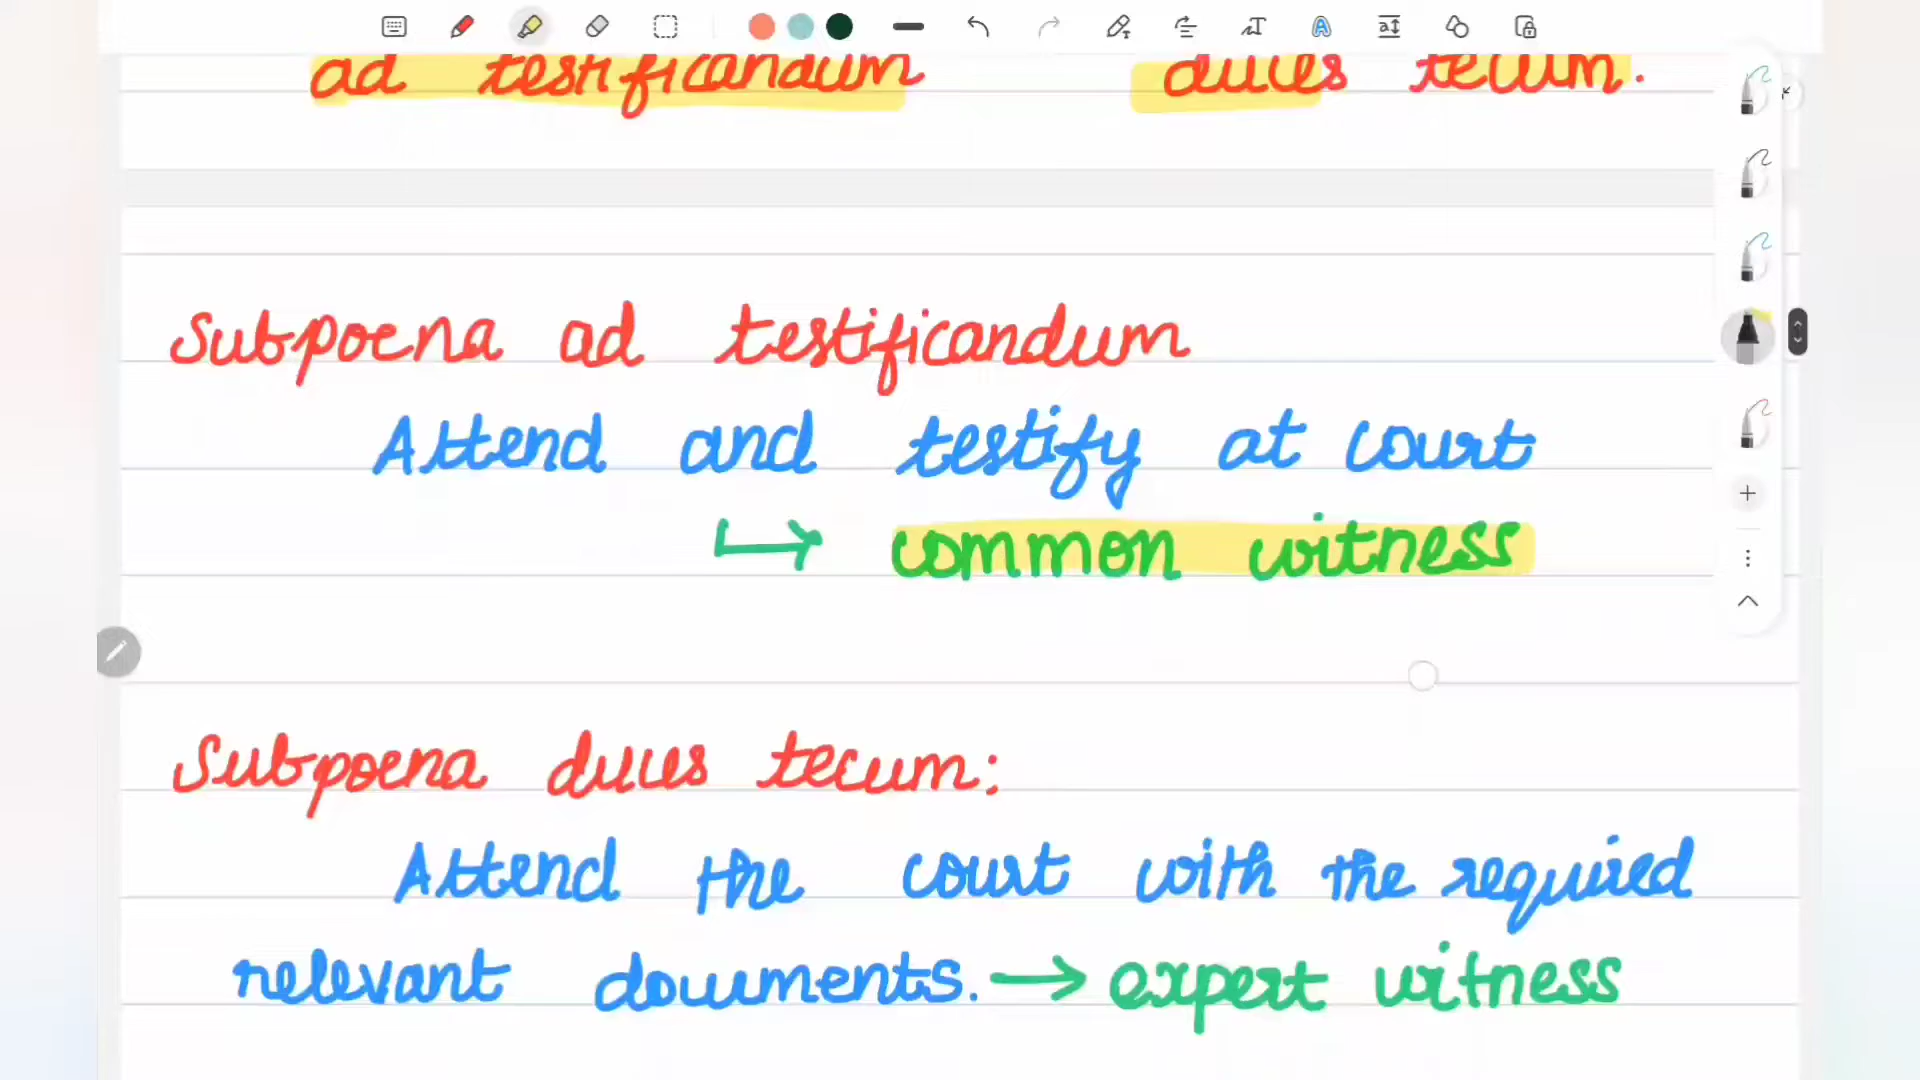 ad testificandum duces tecum.
Subpoena ad testificandum
Attend and testify at court
↦ common witness
Subpoena duces tecum:
Attend the court with the required
relevant documents. → expert witness